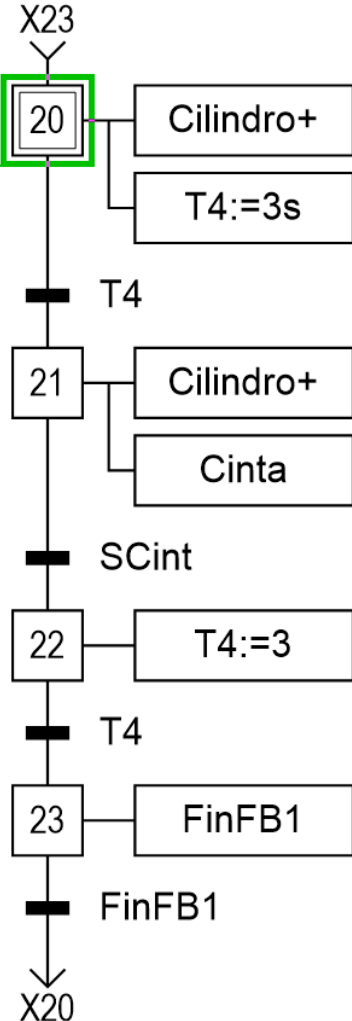 X23
20 Cilindro+
T4:=3s
T4
21 Cilindro+
Cinta
SCint
22 T4:=3
T4
23 FinFB1
FinFB1
X20